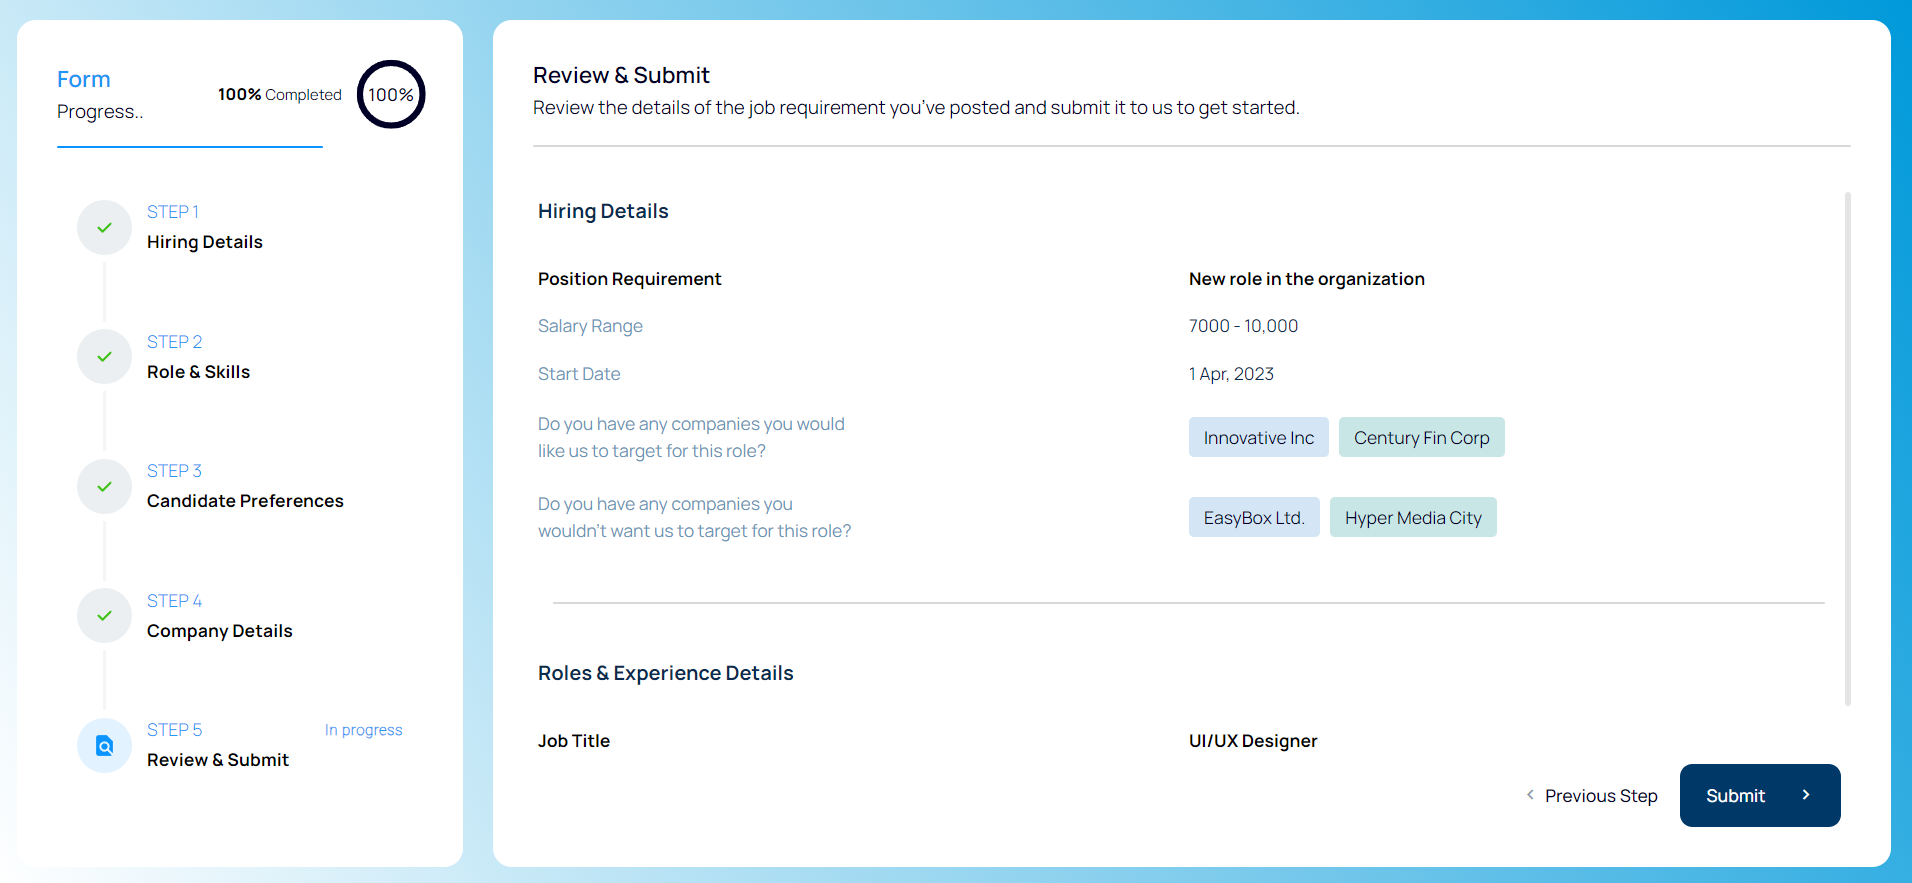 Form
Progress..
100% Completed
100%
STEP 1
Hiring Details
STEP 2
Role & Skills
STEP 3
Candidate Preferences
STEP 4
Company Details
STEP 5
In progress
Review & Submit
Review & Submit
Review the details of the job requirement you've posted and submit it to us to get started.
Hiring Details
Position Requirement
New role in the organization
Salary Range
7000 - 10,000
Start Date
1 Apr, 2023
Do you have any companies you would
like us to target for this role?
Innovative Inc
Century Fin Corp
Do you have any companies you
wouldn't want us to target for this role?
EasyBox Ltd.
Hyper Media City
Roles & Experience Details
Job Title
UI/UX Designer
Previous Step
Submit